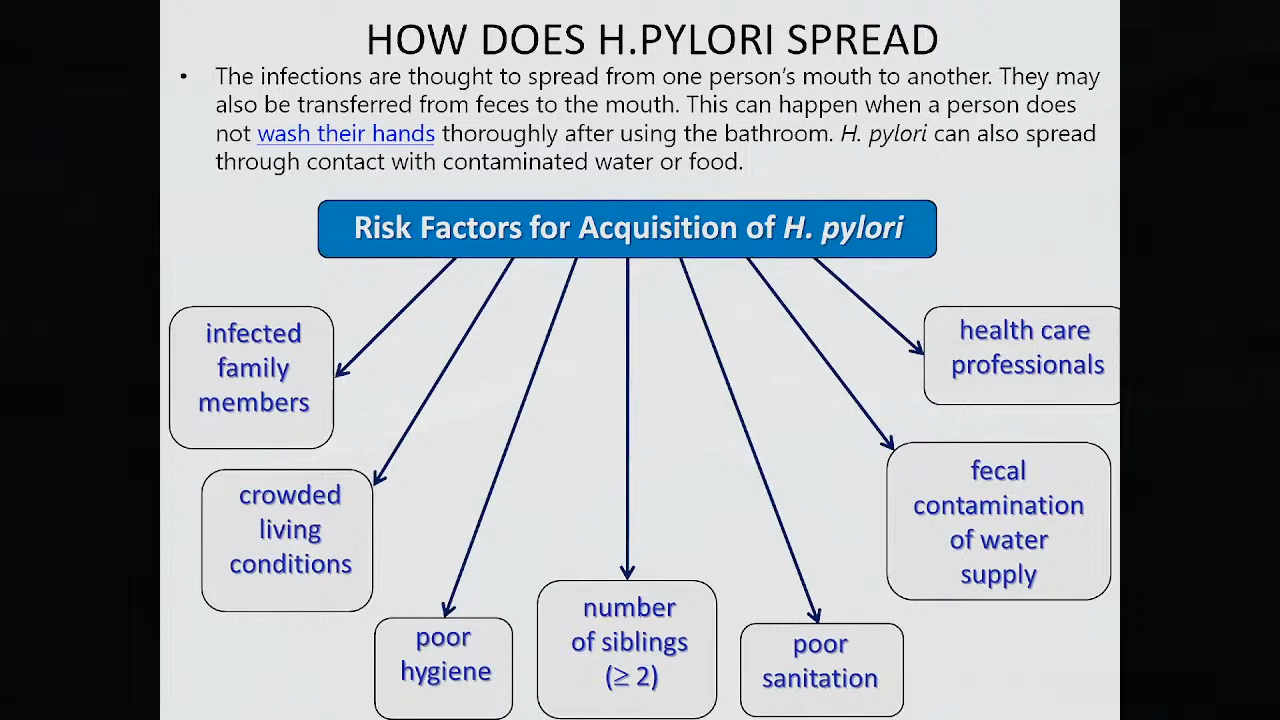 HOW DOES H.PYLORI SPREAD
• The infections are thought to spread from one person's mouth to another. They may
also be transferred from feces to the mouth. This can happen when a person does
not wash their hands thoroughly after using the bathroom. H. pylori can also spread
through contact with contaminated water or food.
Risk Factors for Acquisition of H. pylori
infected
family
members
crowded
living
conditions
poor
hygiene
number
of siblings
(≥ 2)
poor
sanitation
fecal
contamination
of water
supply
health care
professionals